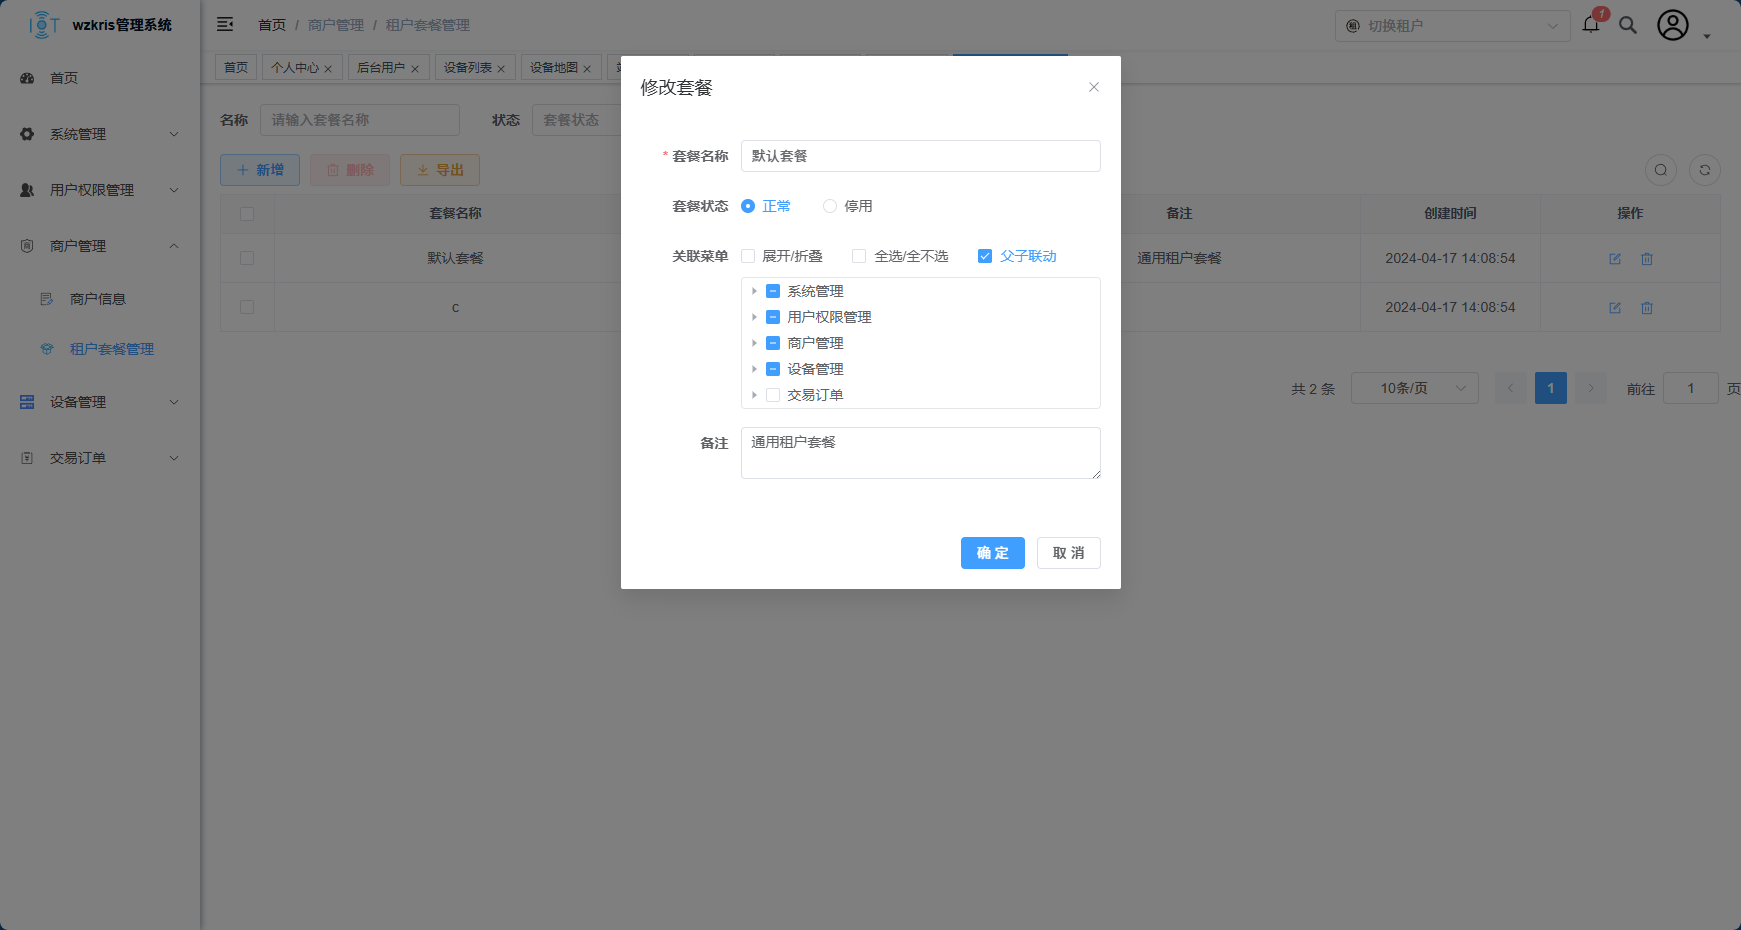 wzkris管理系统
首页 / 商户管理 / 租户套餐管理
切换租户
1
首页
个人中心
后台用户
设备列表
设备地图
首页
系统管理
用户权限管理
商户管理
商户信息
租户套餐管理
设备管理
交易订单
名称 请输入套餐名称
状态 套餐状态
新增 删除 导出
套餐名称 备注 创建时间 操作
默认套餐 通用租户套餐 2024-04-17 14:08:54
c 2024-04-17 14:08:54
共 2 条 10条/页 1 前往 1 页
修改套餐
* 套餐名称 默认套餐
套餐状态 正常 停用
关联菜单 展开/折叠 全选/全不选 父子联动
系统管理
用户权限管理
商户管理
设备管理
交易订单
备注 通用租户套餐
确 定 取 消